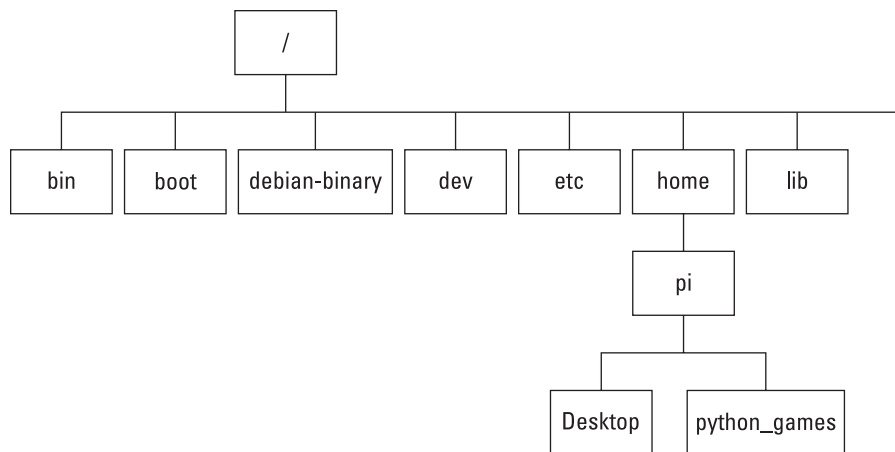 /
bin
boot
debian-binary
dev
etc
home
lib
pi
Desktop
python_games